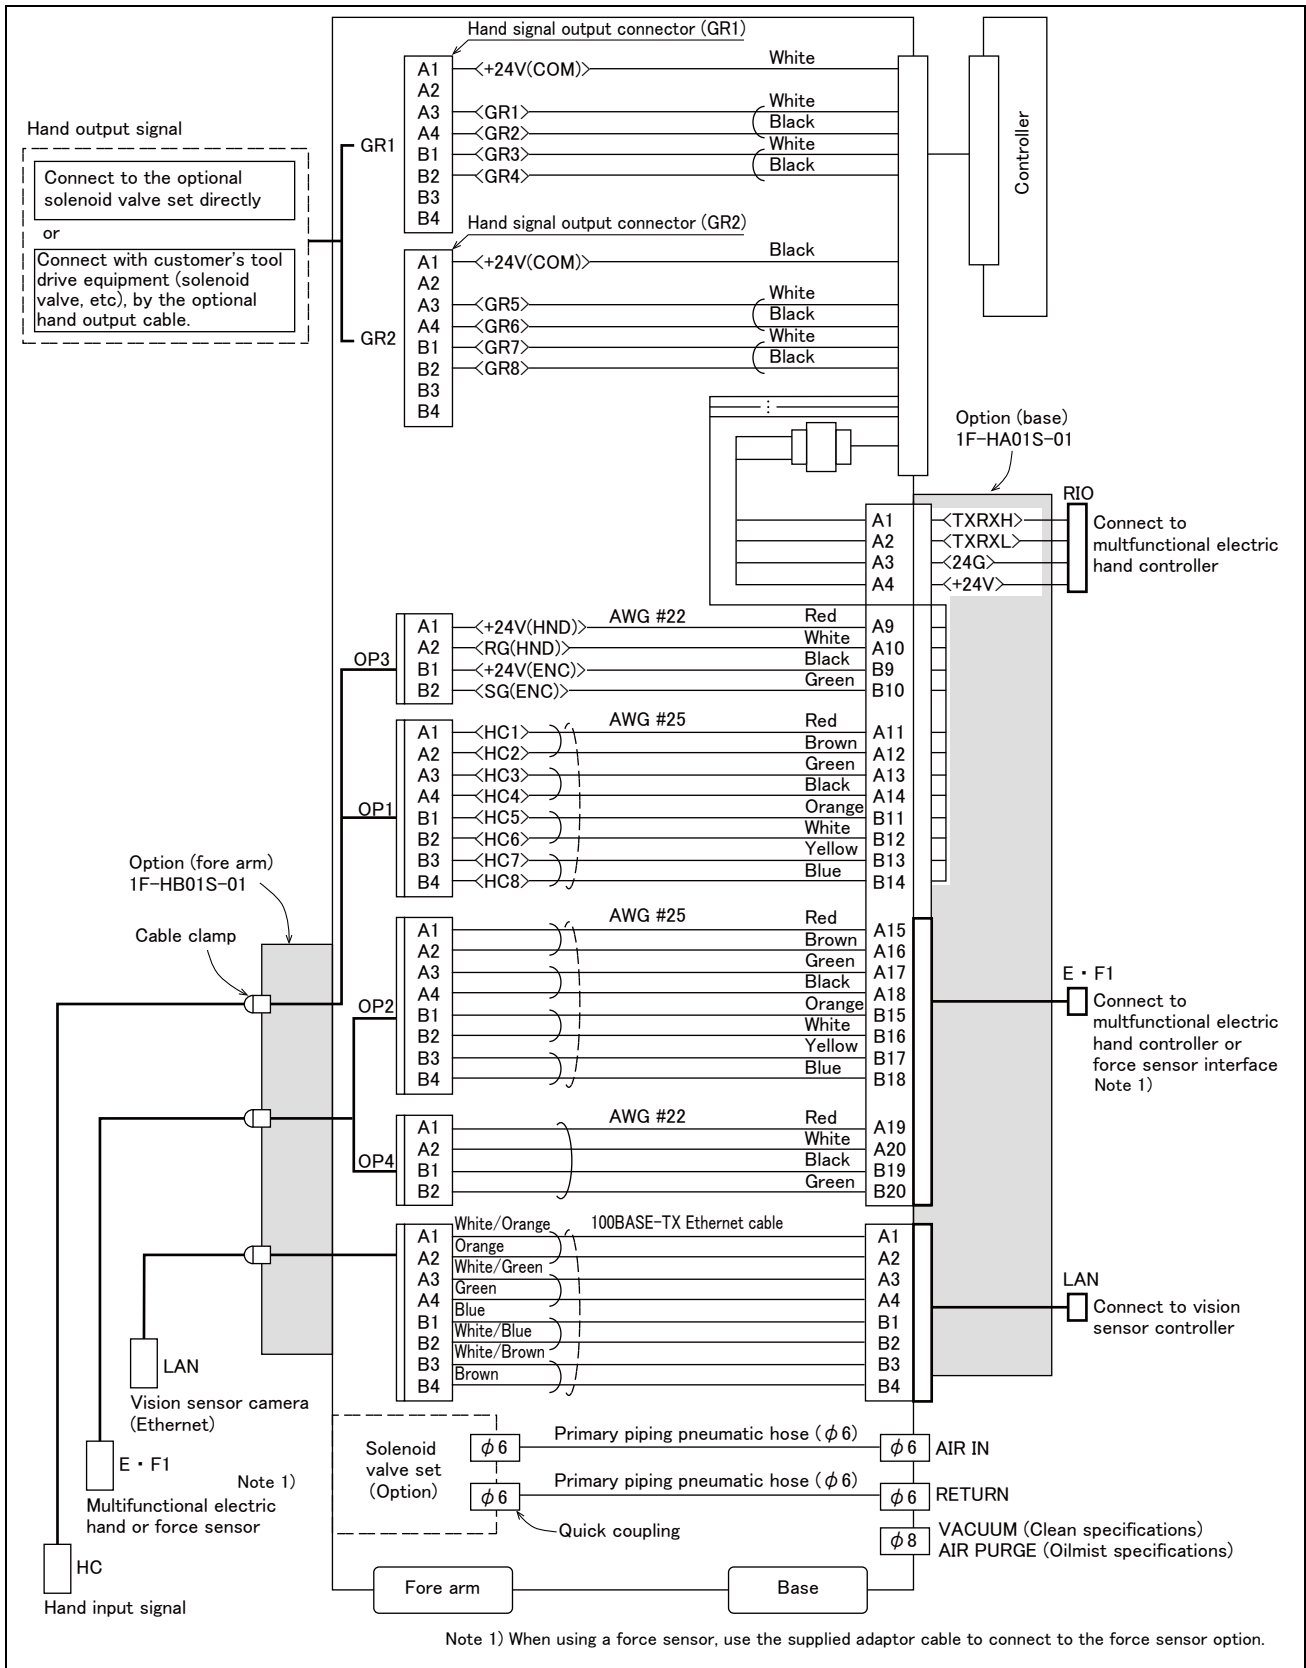 Hand signal output connector (GR1)
A1 <+24V(COM)> White
A2
A3 <GR1> White
A4 <GR2> Black
B1 <GR3> White
B2 <GR4> Black
B3
B4
GR1
Hand output signal
Connect to the optional
solenoid valve set directly
or
Connect with customer's tool
drive equipment (solenoid
valve, etc), by the optional
hand output cable.
Controller
Hand signal output connector (GR2)
A1 <+24V(COM)> Black
A2
A3 <GR5> White
A4 <GR6> Black
B1 <GR7> White
B2 <GR8> Black
B3
B4
GR2
Option (base)
1F-HA01S-01
RIO
A1 <TXRXH>
A2 <TXRXL>
A3 <24G>
A4 <+24V>
Connect to
multfunctional electric
hand controller
OP3
AWG #22
A1 <+24V(HND)> Red A9
A2 <RG(HND)> White A10
B1 <+24V(ENC)> Black B9
B2 <SG(ENC)> Green B10
OP1
AWG #25
A1 <HC1> Red A11
A2 <HC2> Brown A12
A3 <HC3> Green A13
A4 <HC4> Black A14
B1 <HC5> Orange B11
B2 <HC6> White B12
B3 <HC7> Yellow B13
B4 <HC8> Blue B14
Option (fore arm)
1F-HB01S-01
Cable clamp
OP2
AWG #25
A1 Red A15
A2 Brown A16
A3 Green A17
A4 Black A18
B1 Orange B15
B2 White B16
B3 Yellow B17
B4 Blue B18
E・F1
Connect to
multifunctional electric
hand controller or
force sensor interface
Note 1)
OP4
AWG #22
A1 Red A19
A2 White A20
B1 Black B19
B2 Green B20
100BASE-TX Ethernet cable
A1 White/Orange A1
A2 Orange A2
A3 White/Green A3
A4 Green A4
B1 Blue B1
B2 White/Blue B2
B3 White/Brown B3
B4 Brown B4
LAN
Connect to vision
sensor controller
LAN
Vision sensor camera
(Ethernet)
E・F1
Note 1)
Multifunctional electric
hand or force sensor
HC
Hand input signal
Solenoid
valve set
(Option)
φ6 Primary piping pneumatic hose (φ6) φ6 AIR IN
φ6 Primary piping pneumatic hose (φ6) φ6 RETURN
Quick coupling
φ8 VACUUM (Clean specifications)
AIR PURGE (Oilmist specifications)
Fore arm
Base
Note 1) When using a force sensor, use the supplied adaptor cable to connect to the force sensor option.